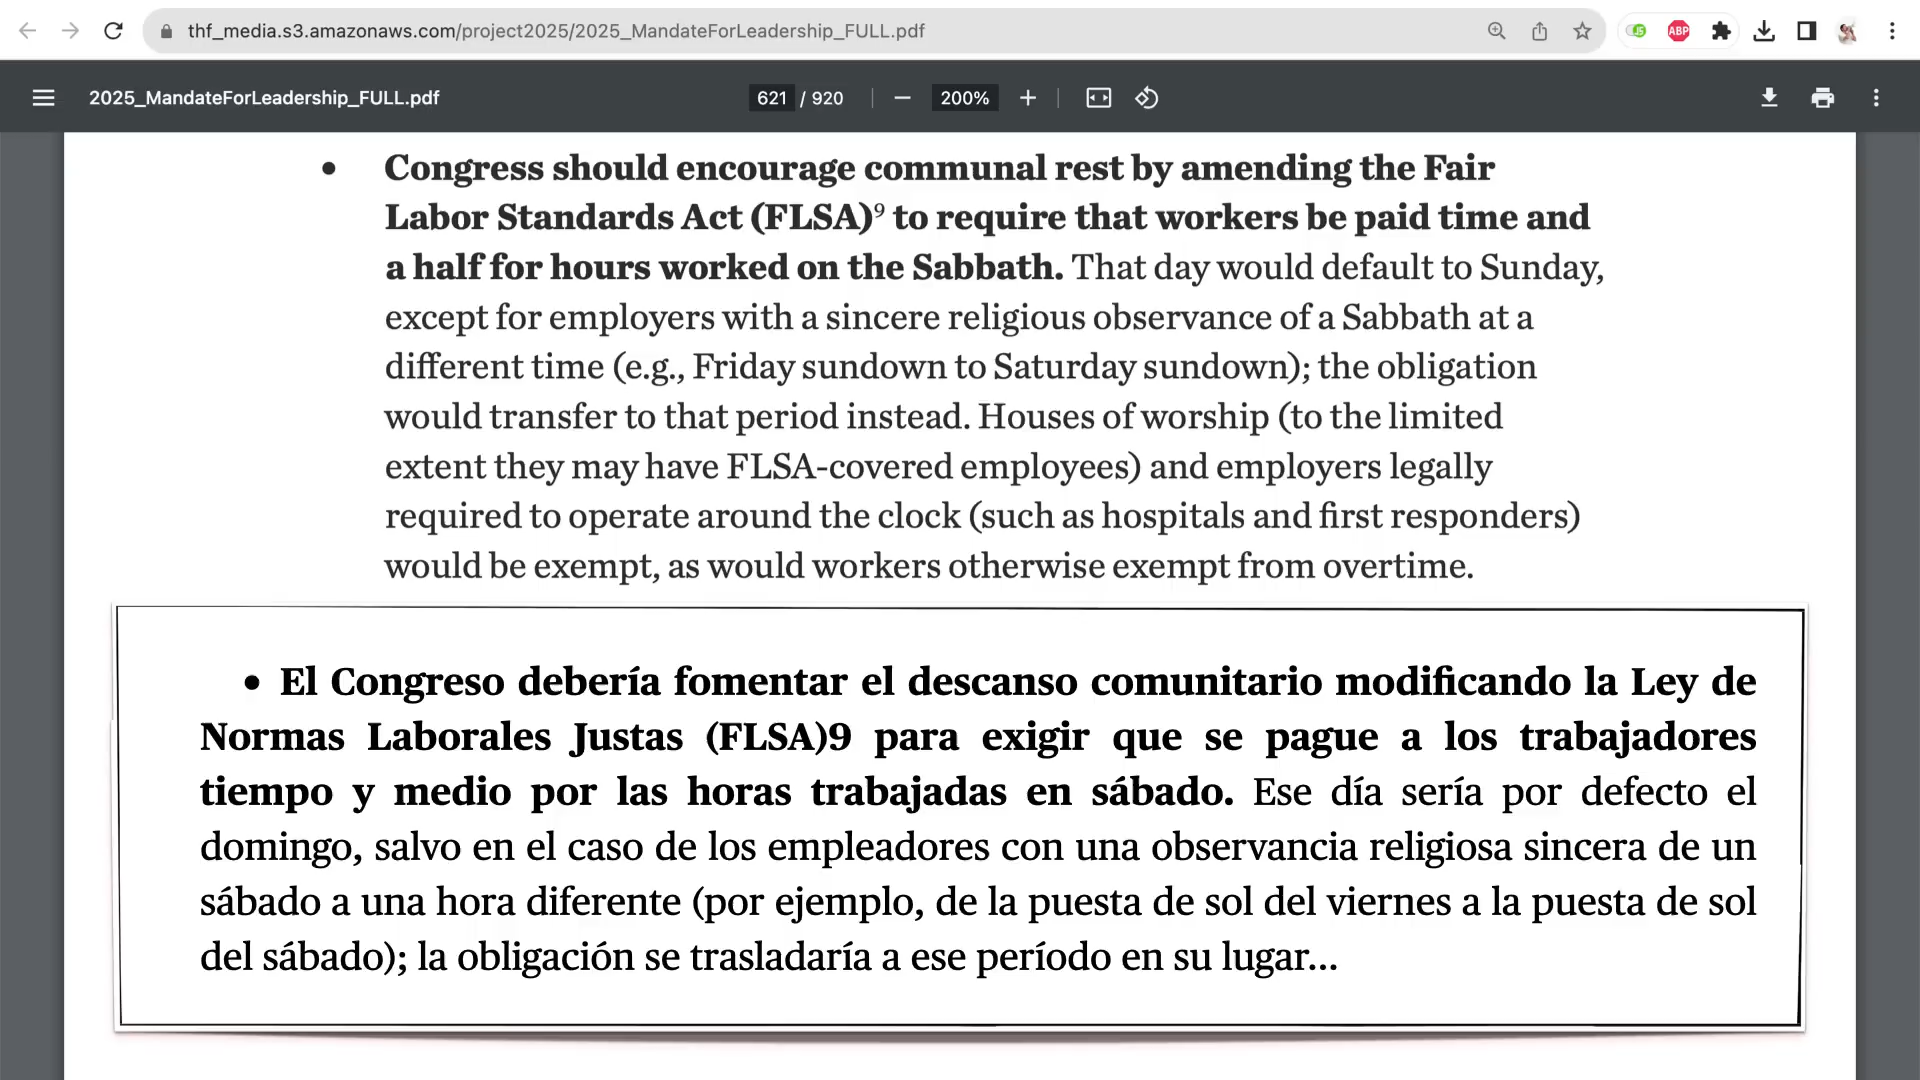 thf_media.s3.amazonaws.com/project2025/2025_MandateForLeadership_FULL.pdf
ABP
2025_MandateForLeadership_FULL.pdf
621 / 920
200%
• Congress should encourage communal rest by amending the Fair
Labor Standards Act (FLSA)⁹ to require that workers be paid time and
a half for hours worked on the Sabbath. That day would default to Sunday,
except for employers with a sincere religious observance of a Sabbath at a
different time (e.g., Friday sundown to Saturday sundown); the obligation
would transfer to that period instead. Houses of worship (to the limited
extent they may have FLSA-covered employees) and employers legally
required to operate around the clock (such as hospitals and first responders)
would be exempt, as would workers otherwise exempt from overtime.
• El Congreso debería fomentar el descanso comunitario modificando la Ley de
Normas Laborales Justas (FLSA)9 para exigir que se pague a los trabajadores
tiempo y medio por las horas trabajadas en sábado. Ese día sería por defecto el
domingo, salvo en el caso de los empleadores con una observancia religiosa sincera de un
sábado a una hora diferente (por ejemplo, de la puesta de sol del viernes a la puesta de sol
del sábado); la obligación se trasladaría a ese período en su lugar...